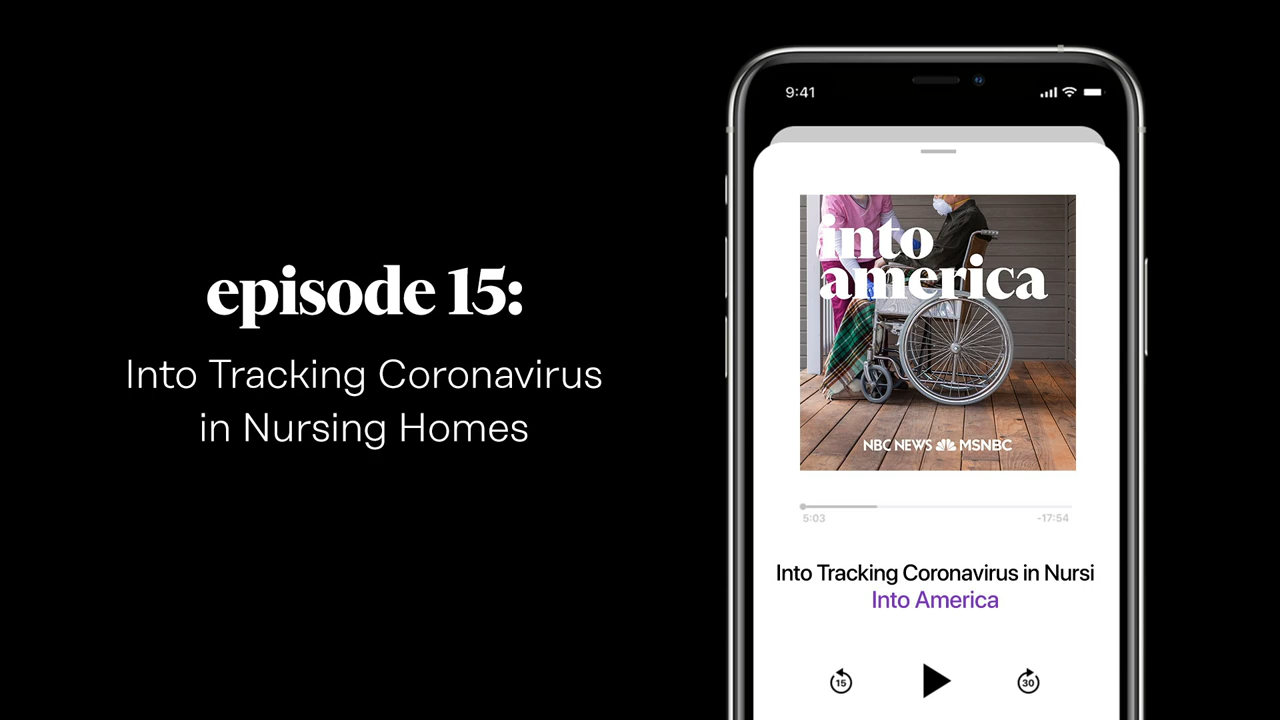 episode 15:
Into Tracking Coronavirus
in Nursing Homes
9:41
into
america
NBC NEWS MSNBC
5:03
-17:54
Into Tracking Coronavirus in Nursi
Into America
15
30